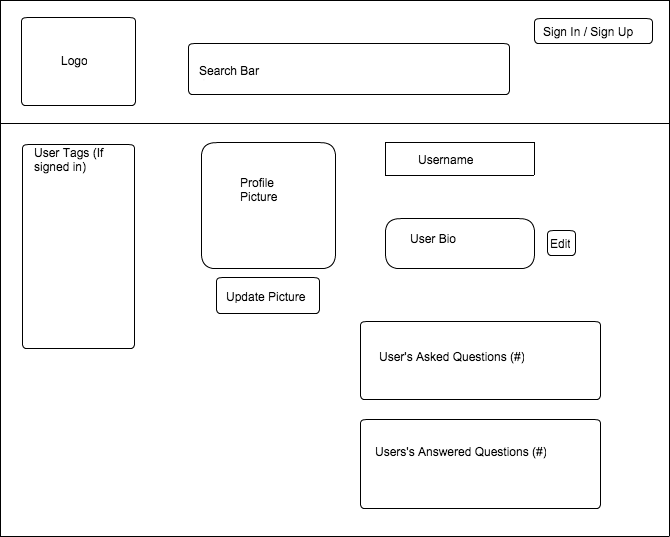 Sign In / Sign Up
Logo
Search Bar
User Tags (If
signed in)
Profile
Picture
Username
User Bio
Edit
Update Picture
User's Asked Questions (#)
Users's Answered Questions (#)